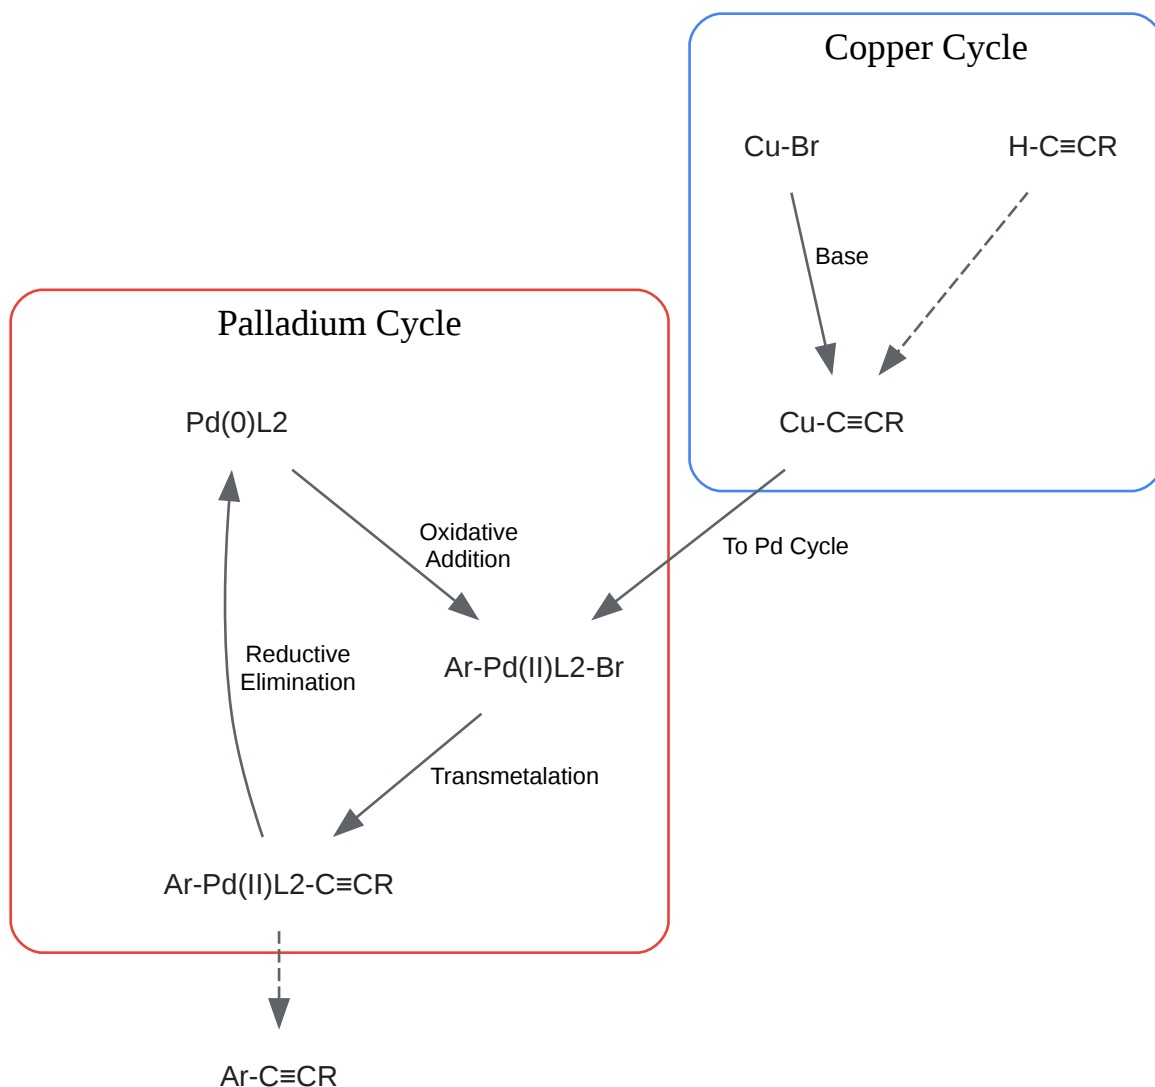 Copper Cycle
Cu-Br
H-C≡CR
Base
Palladium Cycle
Pd(0)L2
Cu-C≡CR
Oxidative
Addition
To Pd Cycle
Reductive
Elimination
Ar-Pd(II)L2-Br
Transmetalation
Ar-Pd(II)L2-C≡CR
Ar-C≡CR